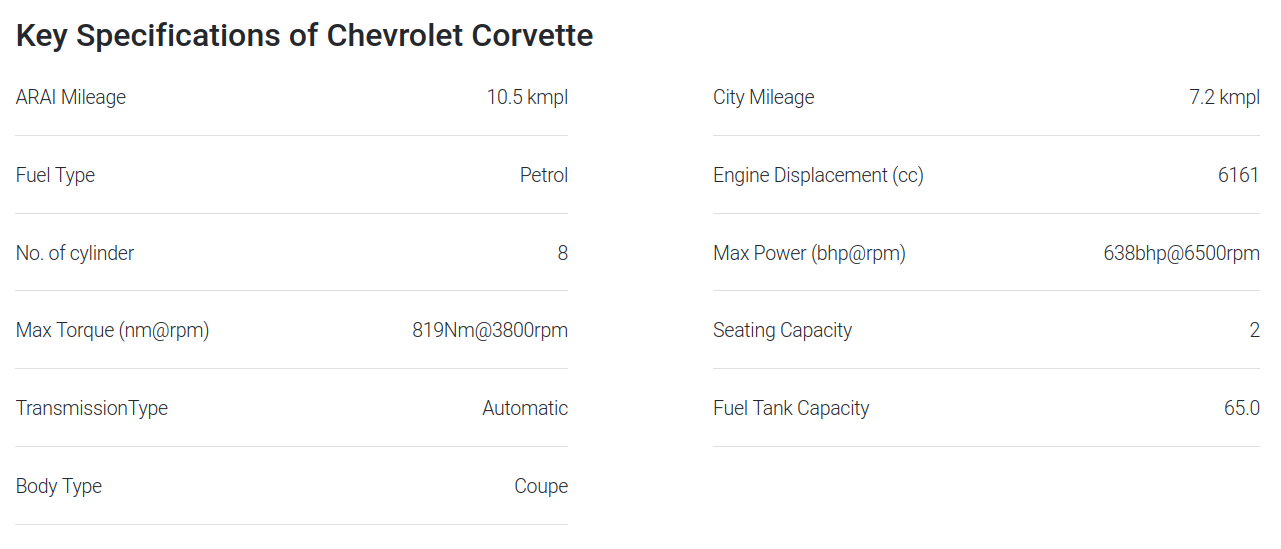 Key Specifications of Chevrolet Corvette
ARAI Mileage 10.5 kmpl City Mileage 7.2 kmpl
Fuel Type Petrol Engine Displacement (cc) 6161
No. of cylinder 8 Max Power (bhp@rpm) 638bhp@6500rpm
Max Torque (nm@rpm) 819Nm@3800rpm Seating Capacity 2
TransmissionType Automatic Fuel Tank Capacity 65.0
Body Type Coupe